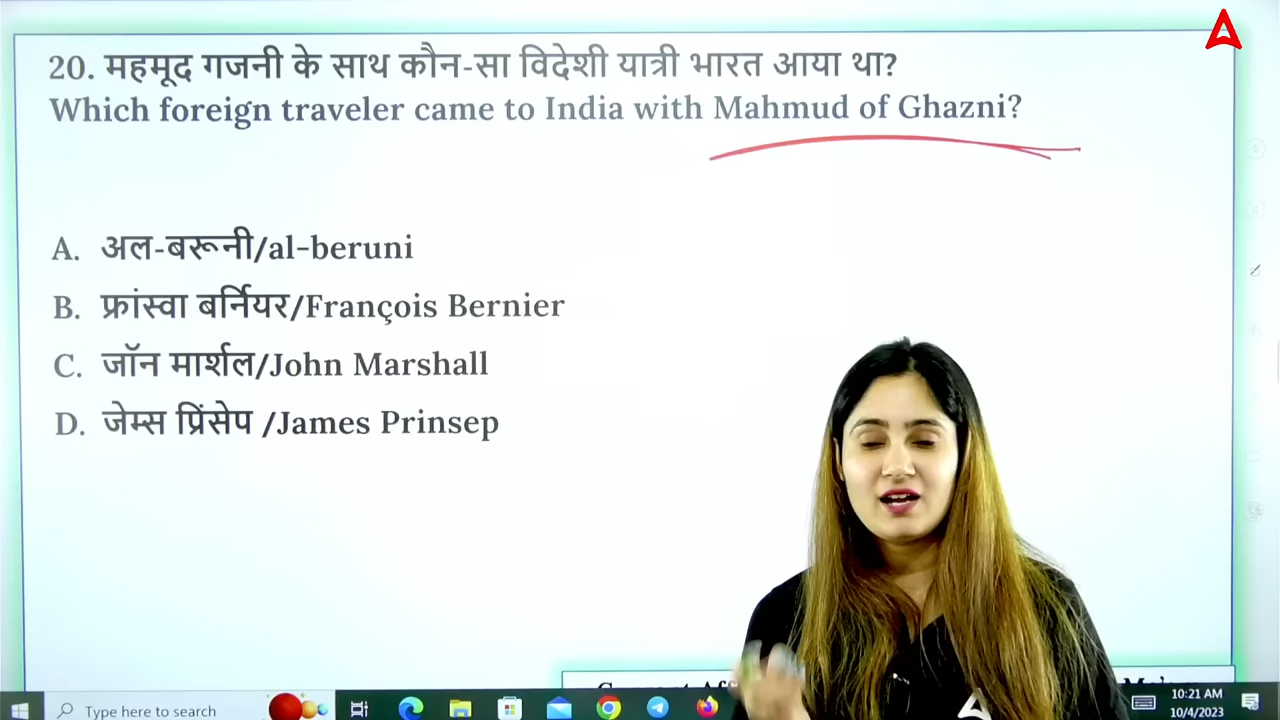 20. महमूद गजनी के साथ कौन-सा विदेशी यात्री भारत आया था?
Which foreign traveler came to India with Mahmud of Ghazni?
A. अल-बरूनी/al-beruni
B. फ्रांस्वा बर्नियर/François Bernier
C. जॉन मार्शल/John Marshall
D. जेम्स प्रिंसेप /James Prinsep
Type here to search
10:21 AM
10/4/2023